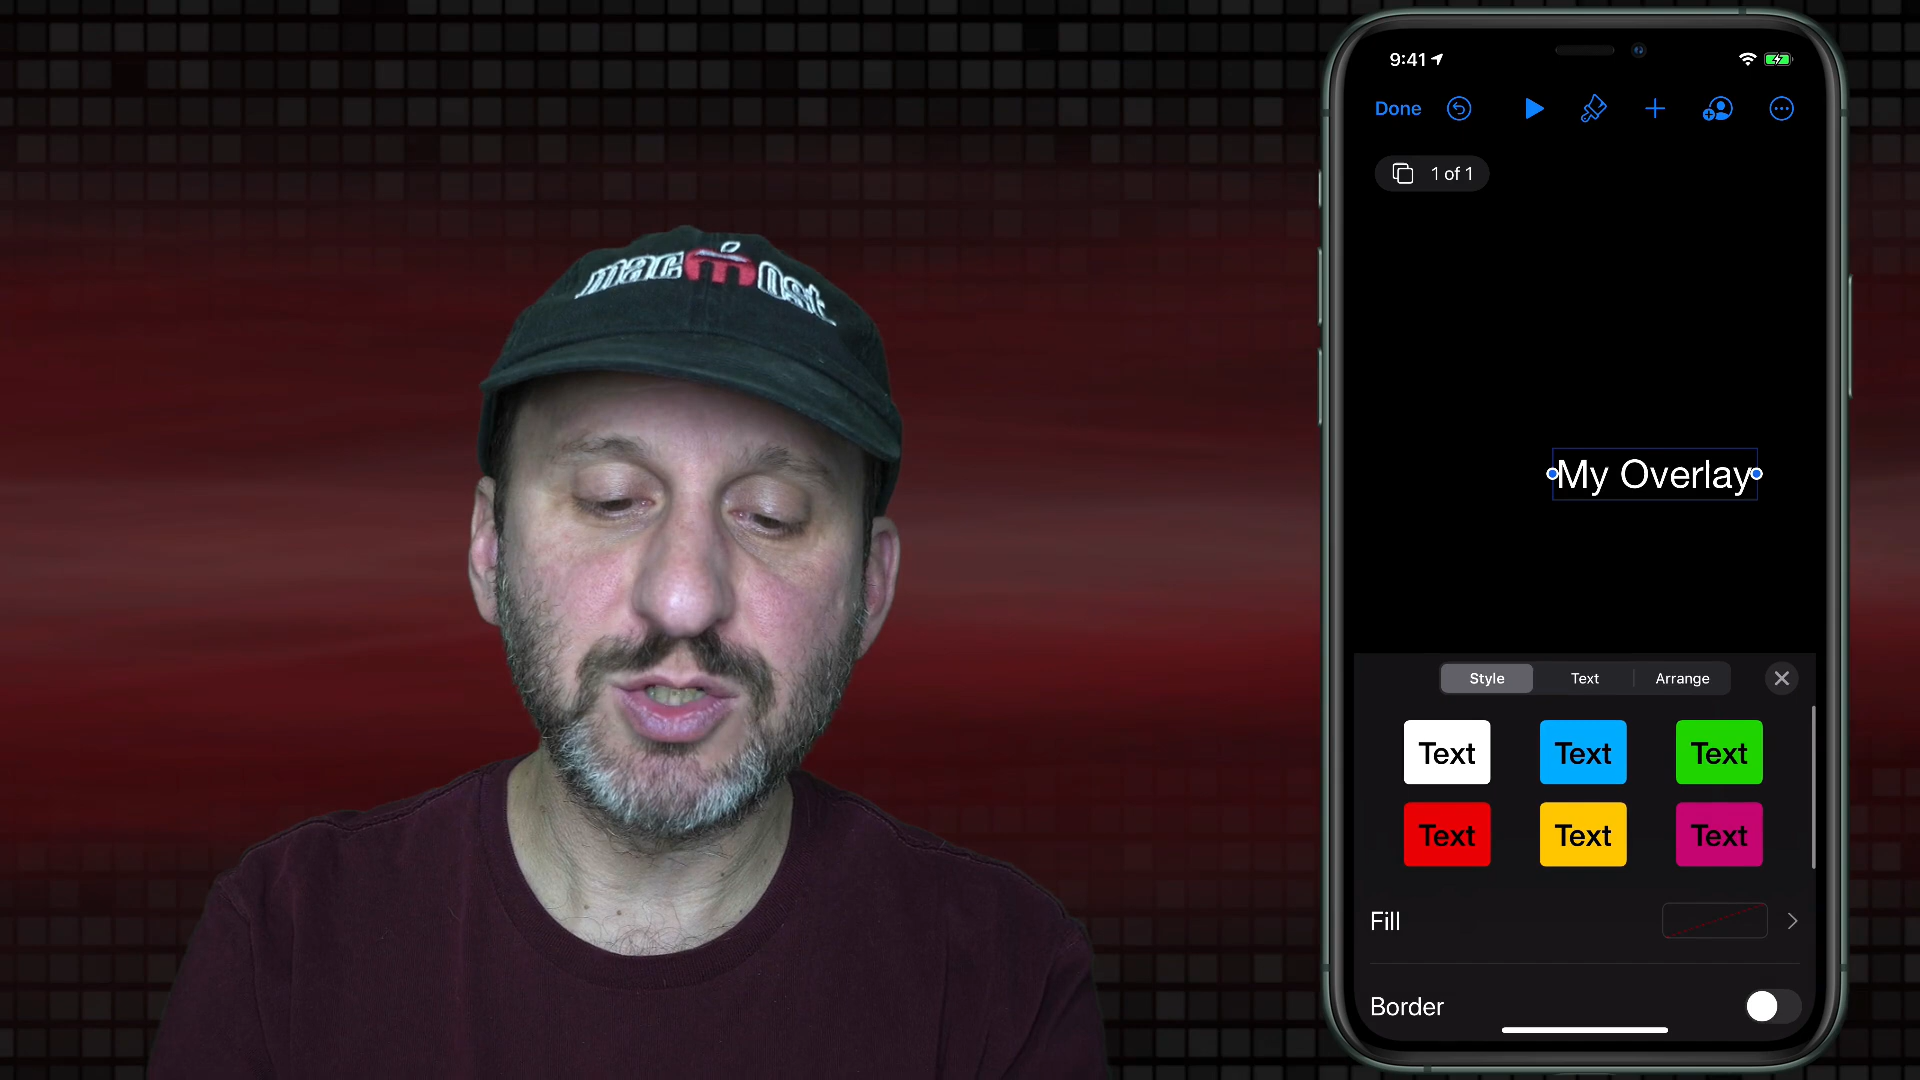 macmost
9:41
Done
1 of 1
My Overlay
Style Text Arrange
Text Text Text
Text Text Text
Fill
Border